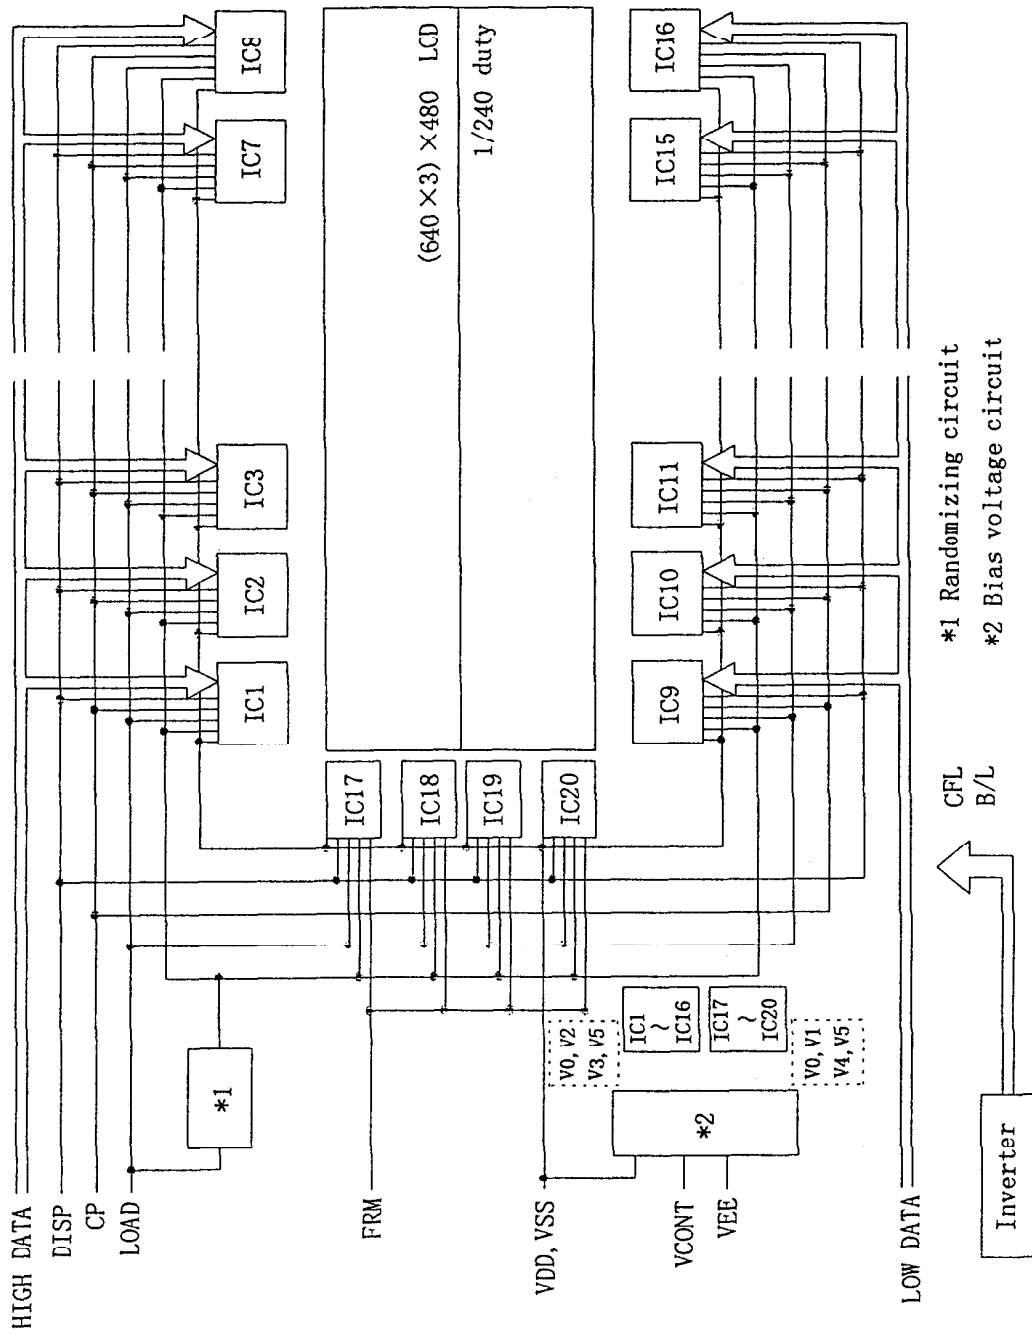 HIGH DATA
DISP
CP
LOAD
FRM
VDD, VSS
VCONT
VEE
LOW DATA
Inverter
*1
*2
V0, V2
V3, V5
IC1
~
IC16
IC17
~
IC20
V0, V1
V4, V5
IC17
IC18
IC19
IC20
IC1
IC2
IC3
IC7
IC8
(640×3)×480 LCD
1/240 duty
IC9
IC10
IC11
IC15
IC16
CFL
B/L
*1 Randomizing circuit
*2 Bias voltage circuit